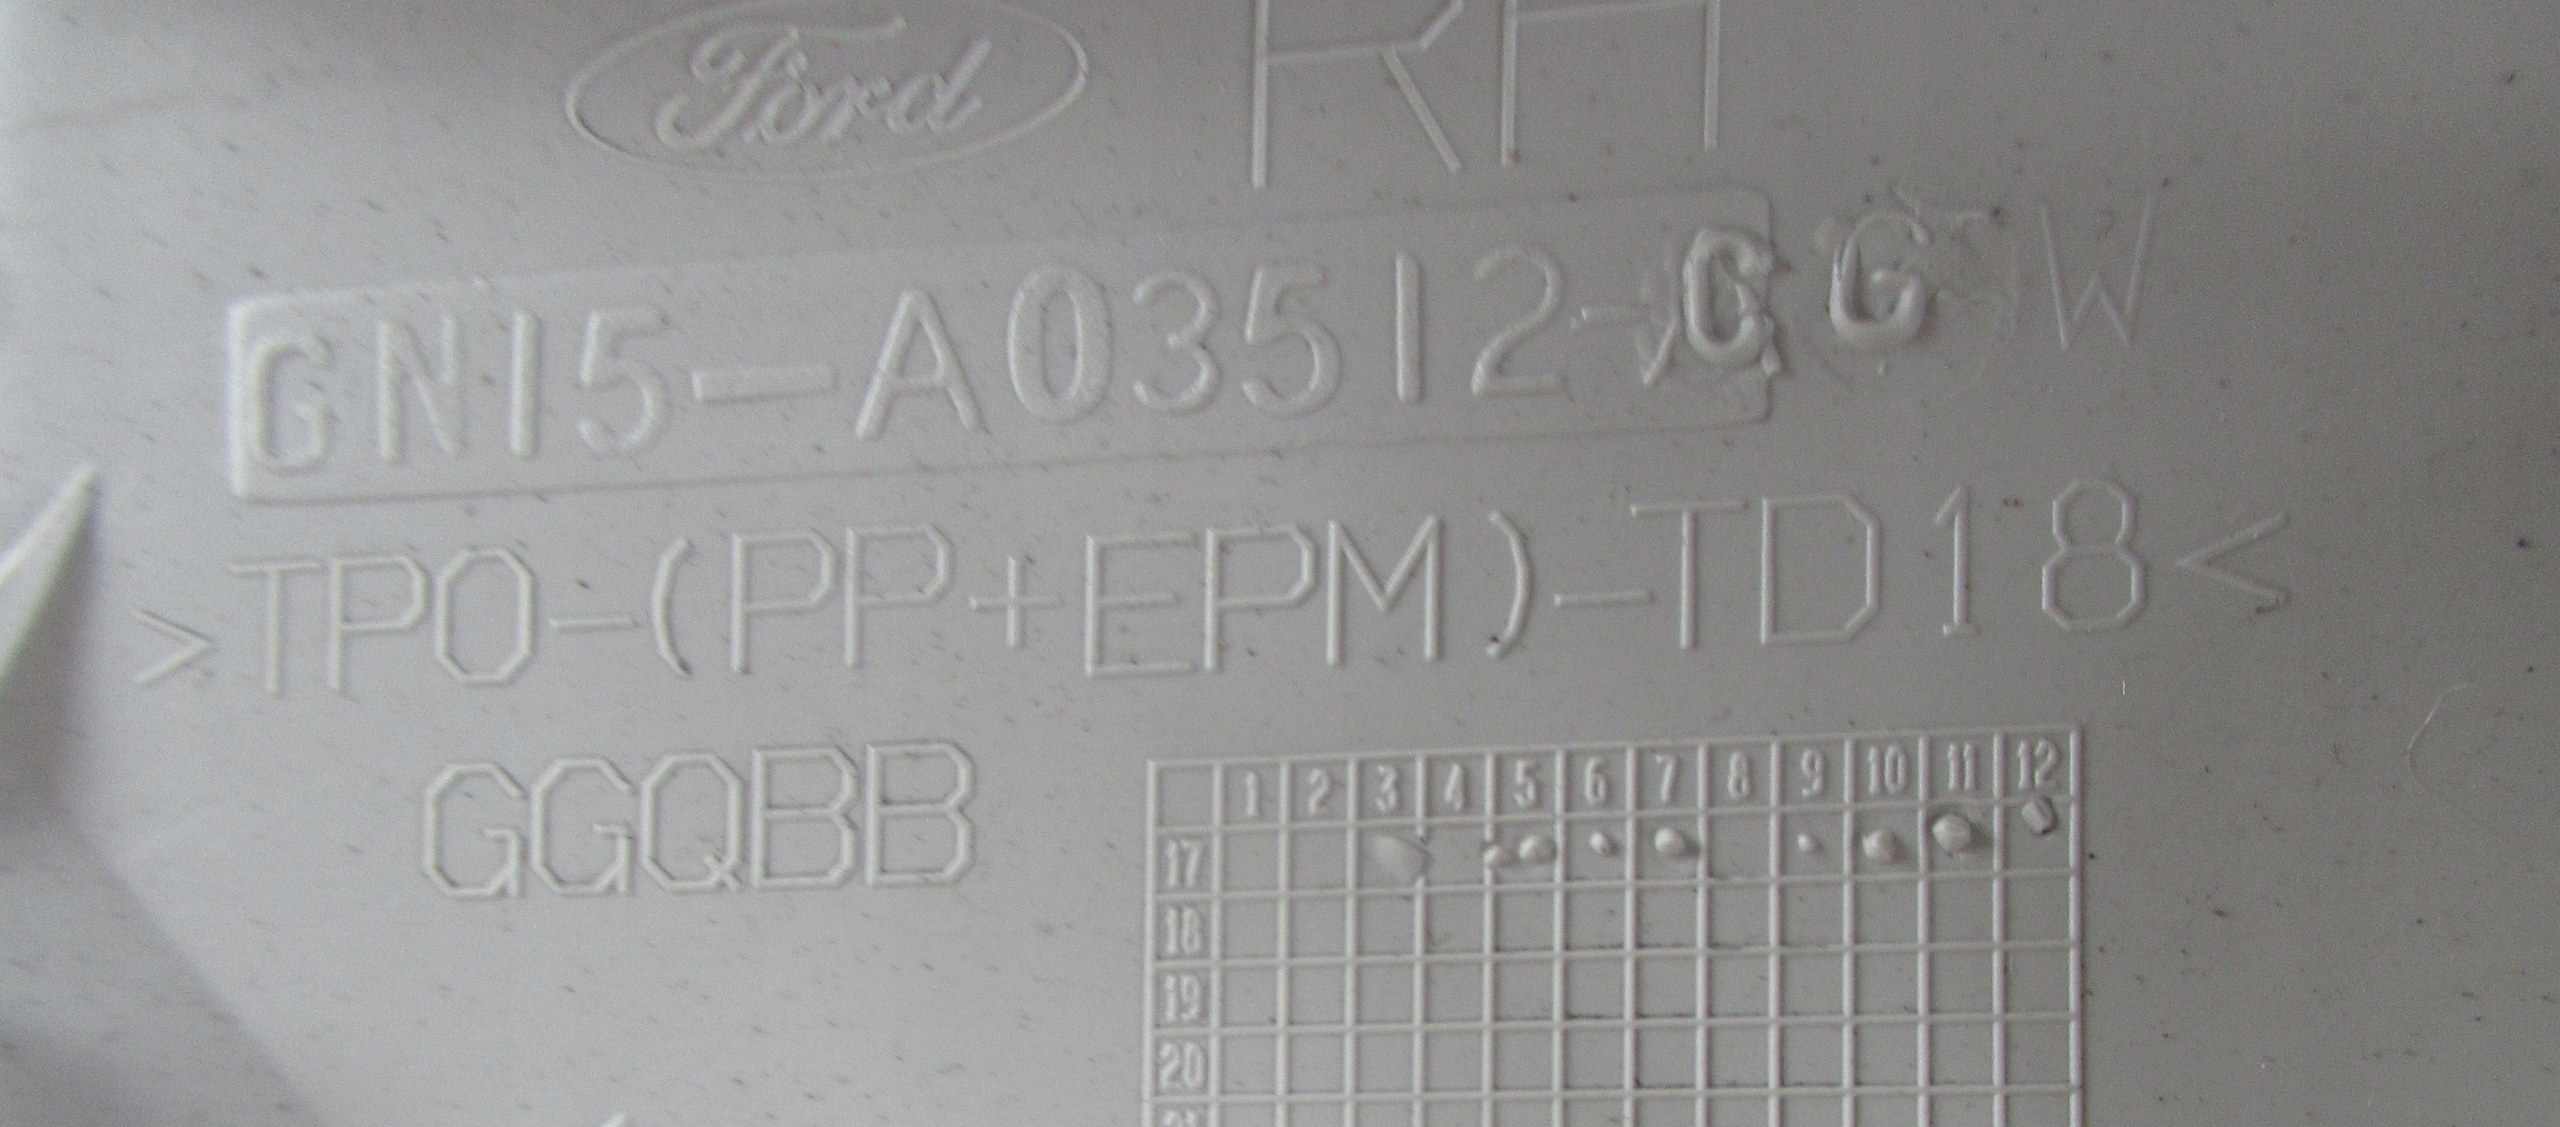 Ford RH
GN15-A03512-CG W
>TPO-(PP+EPM)-TD18<
GGQBB
1 2 3 4 5 6 7 8 9 10 11 12
17
18
19
20